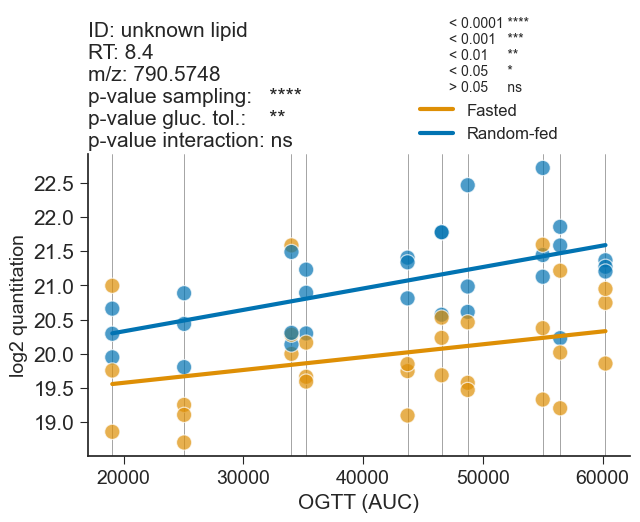 ID: unknown lipid
RT: 8.4
m/z: 790.5748
p-value sampling: ****
p-value gluc. tol.: **
p-value interaction: ns
< 0.0001 ****
< 0.001 ***
< 0.01 **
< 0.05 *
> 0.05 ns
Fasted
Random-fed
log2 quantitation
22.5
22.0
21.5
21.0
20.5
20.0
19.5
19.0
20000 30000 40000 50000 60000
OGTT (AUC)